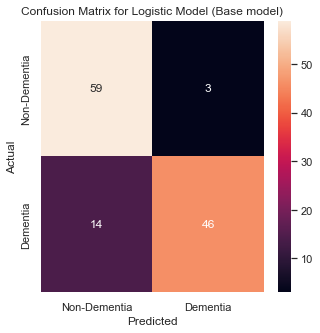 Confusion Matrix for Logistic Model (Base model)
Non-Dementia
Dementia
Actual
59
3
14
46
50
40
30
20
10
Non-Dementia
Dementia
Predicted